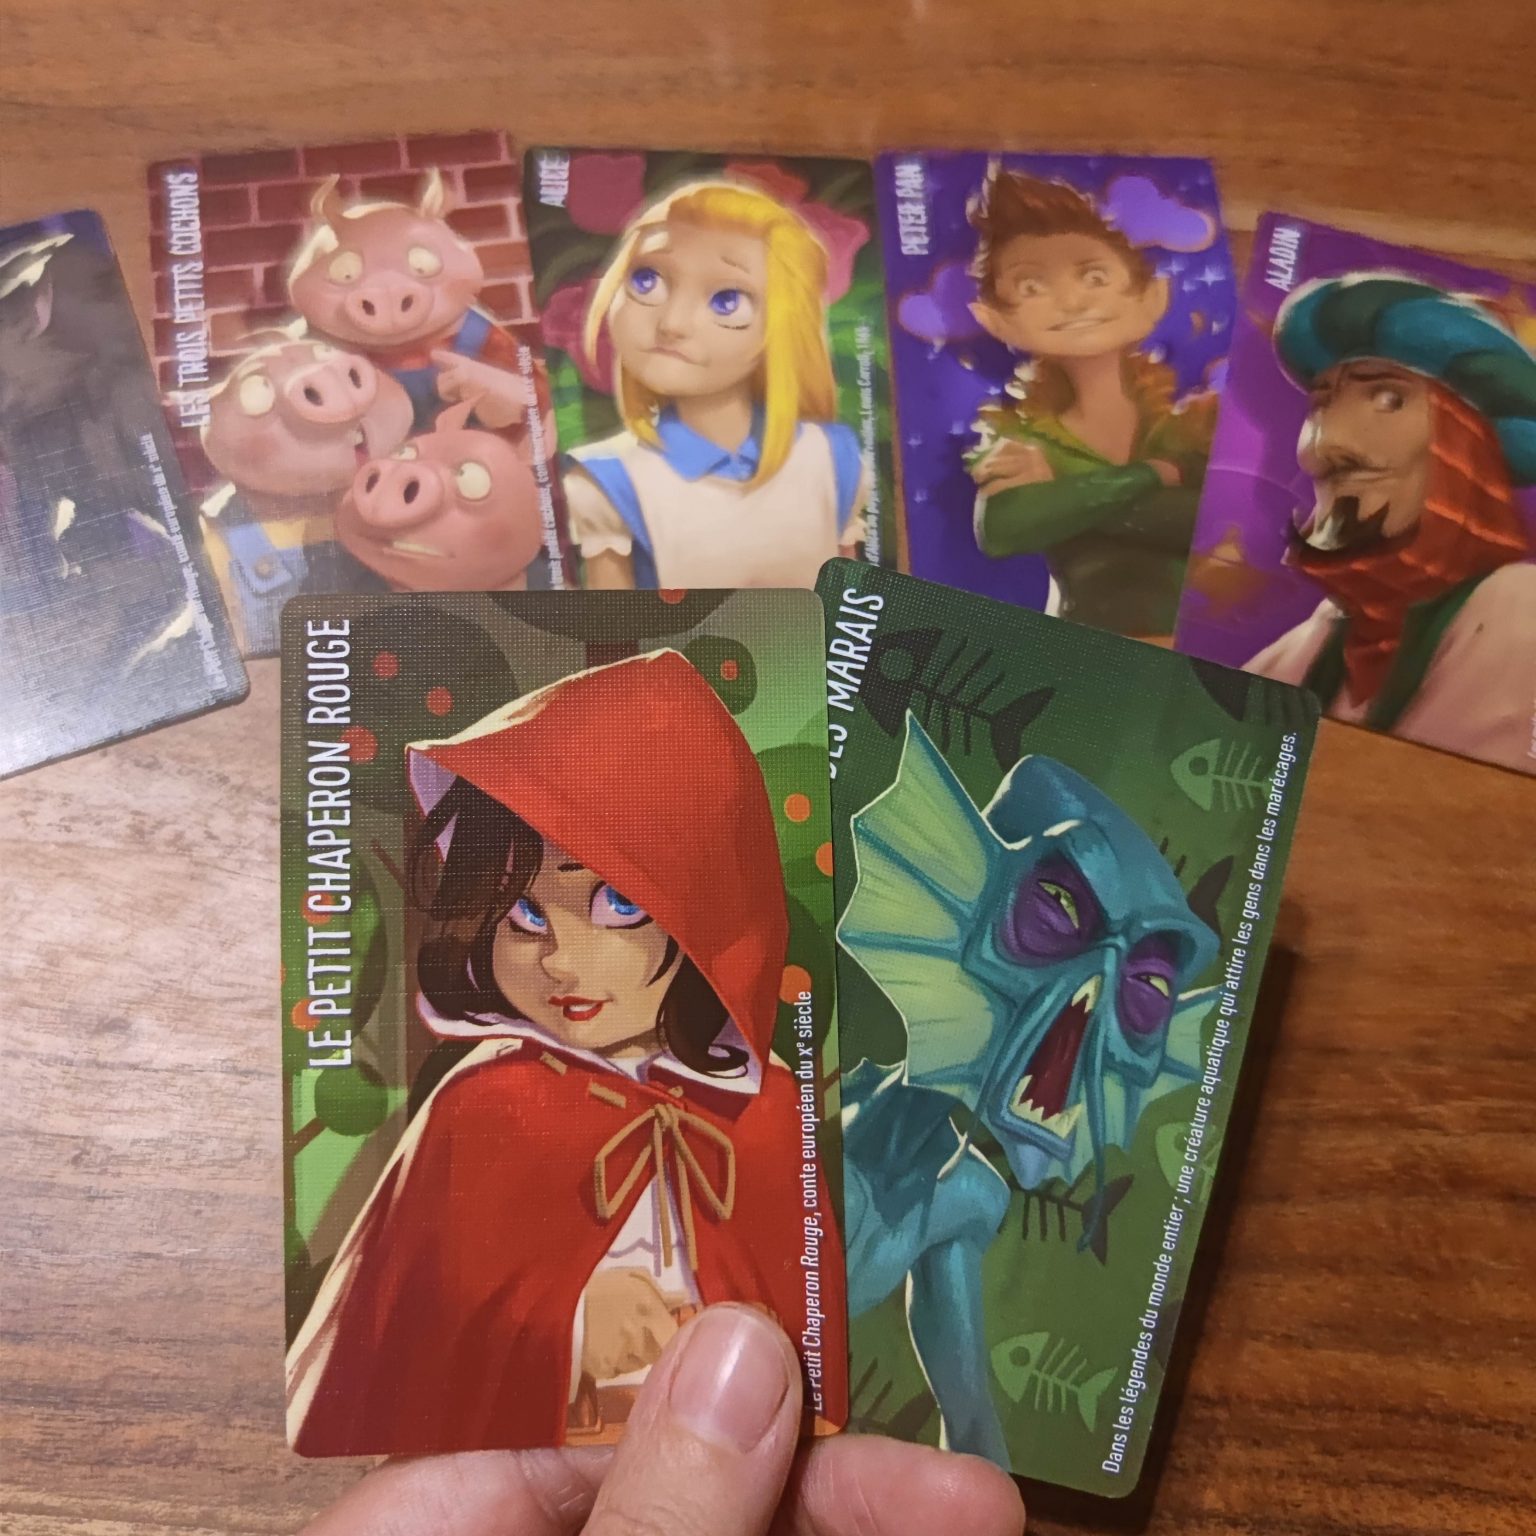 LES TROIS PETITS COCHONS
ALICE
PETER PAN
ALADIN
LE PETIT CHAPERON ROUGE
Le Petit Chaperon Rouge, conte européen du Xᵉ siècle
DES MARAIS
Dans les légendes du monde entier ; une créature aquatique qui attire les gens dans les marécages.